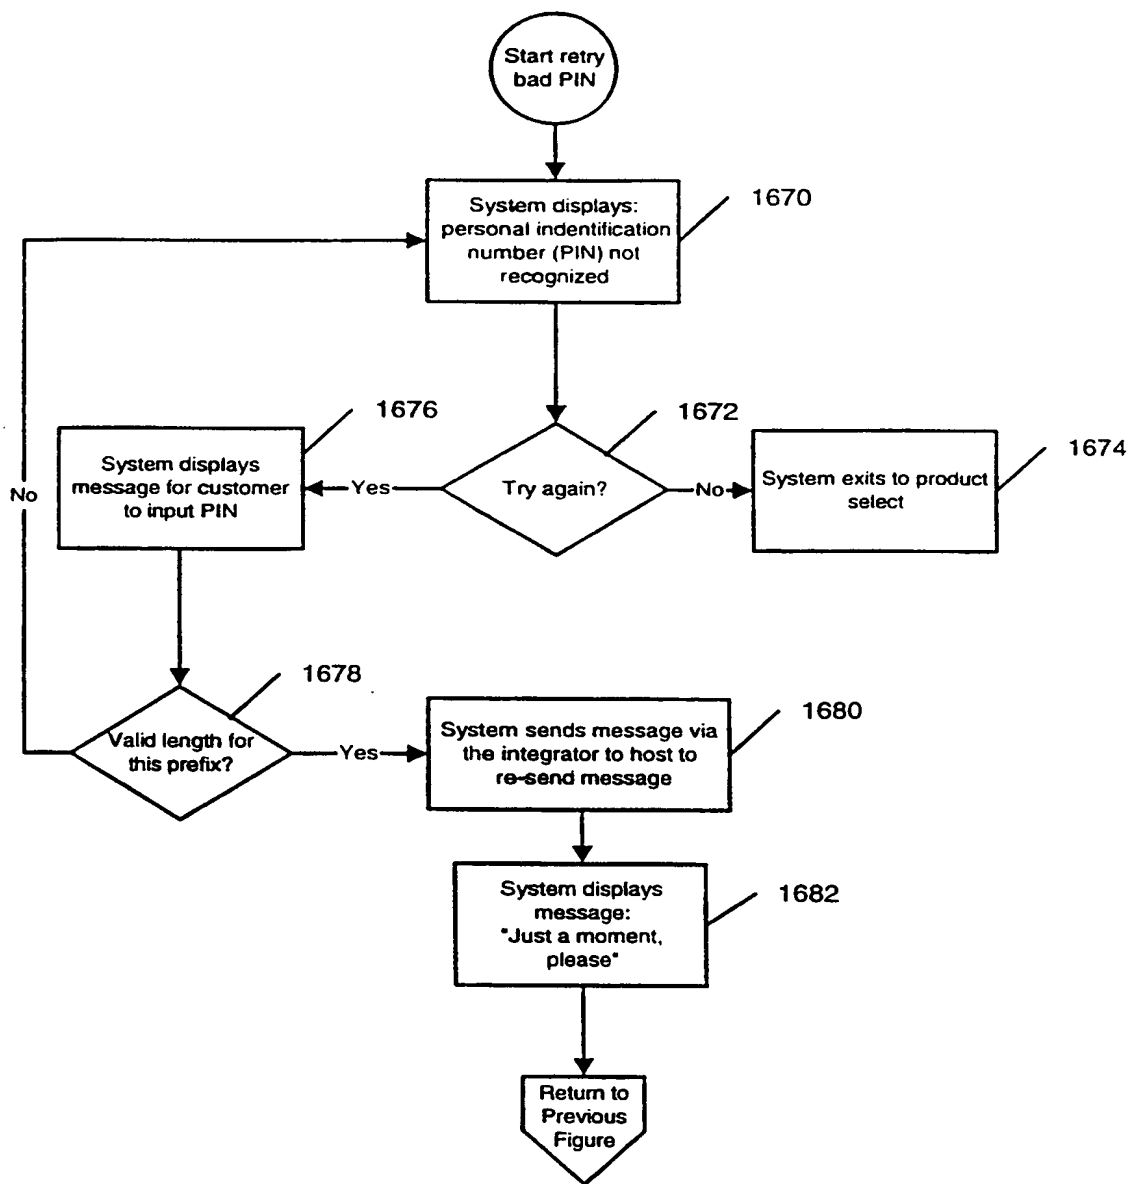 Start retry
bad PIN
System displays:
personal indentification
number (PIN) not
recognized
1670
1676
1672
1674
System displays
message for customer
to input PIN
Yes
Try again?
No
System exits to product
select
No
1678
Valid length for
this prefix?
Yes
System sends message via
the integrator to host to
re-send message
1680
System displays
message:
"Just a moment,
please"
1682
Return to
Previous
Figure